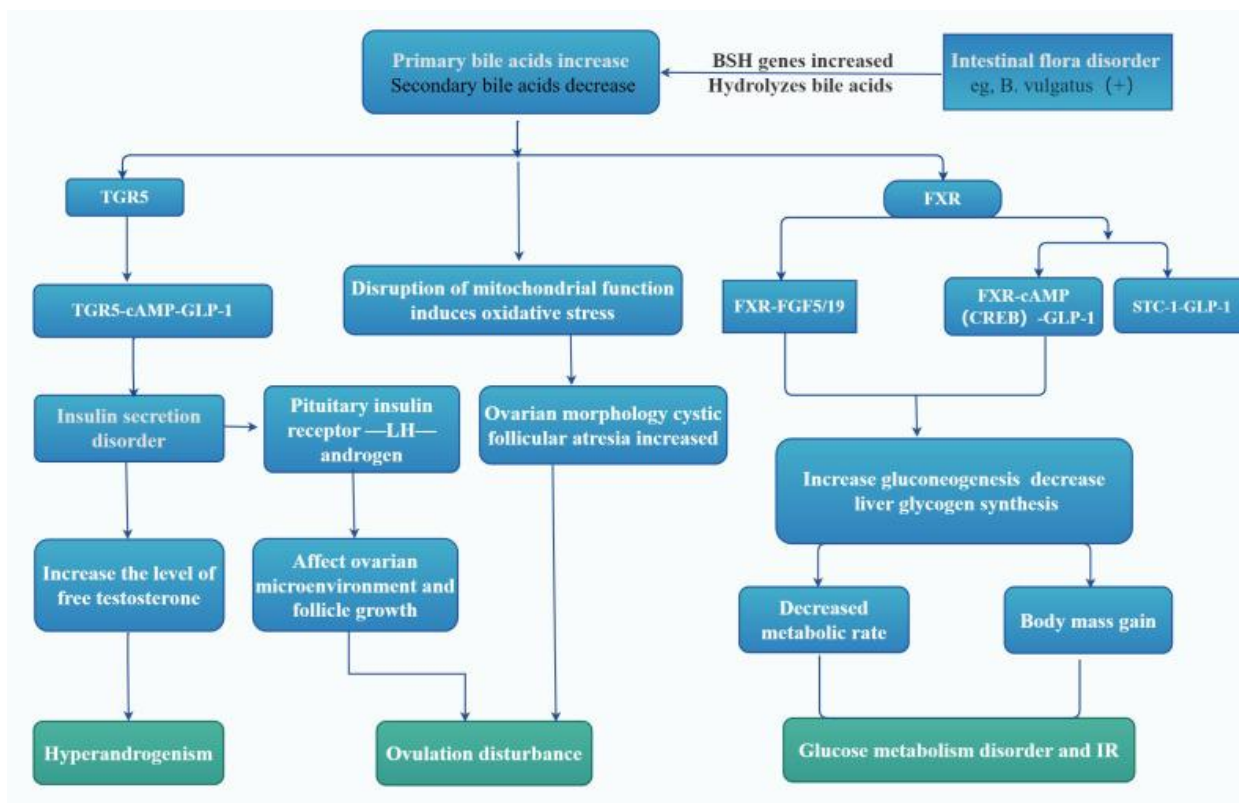 Primary bile acids increase
Secondary bile acids decrease
BSH genes increased
Hydrolyzes bile acids
Intestinal flora disorder
eg, B. vulgatus（+）
TGR5
FXR
TGR5-cAMP-GLP-1
Disruption of mitochondrial function
induces oxidative stress
FXR-FGF5/19
FXR-cAMP
（CREB）-GLP-1
STC-1-GLP-1
Insulin secretion
disorder
Pituitary insulin
receptor —LH—
androgen
Ovarian morphology cystic
follicular atresia increased
Increase gluconeogenesis decrease
liver glycogen synthesis
Increase the level of
free testosterone
Affect ovarian
microenvironment and
follicle growth
Decreased
metabolic rate
Body mass gain
Hyperandrogenism
Ovulation disturbance
Glucose metabolism disorder and IR